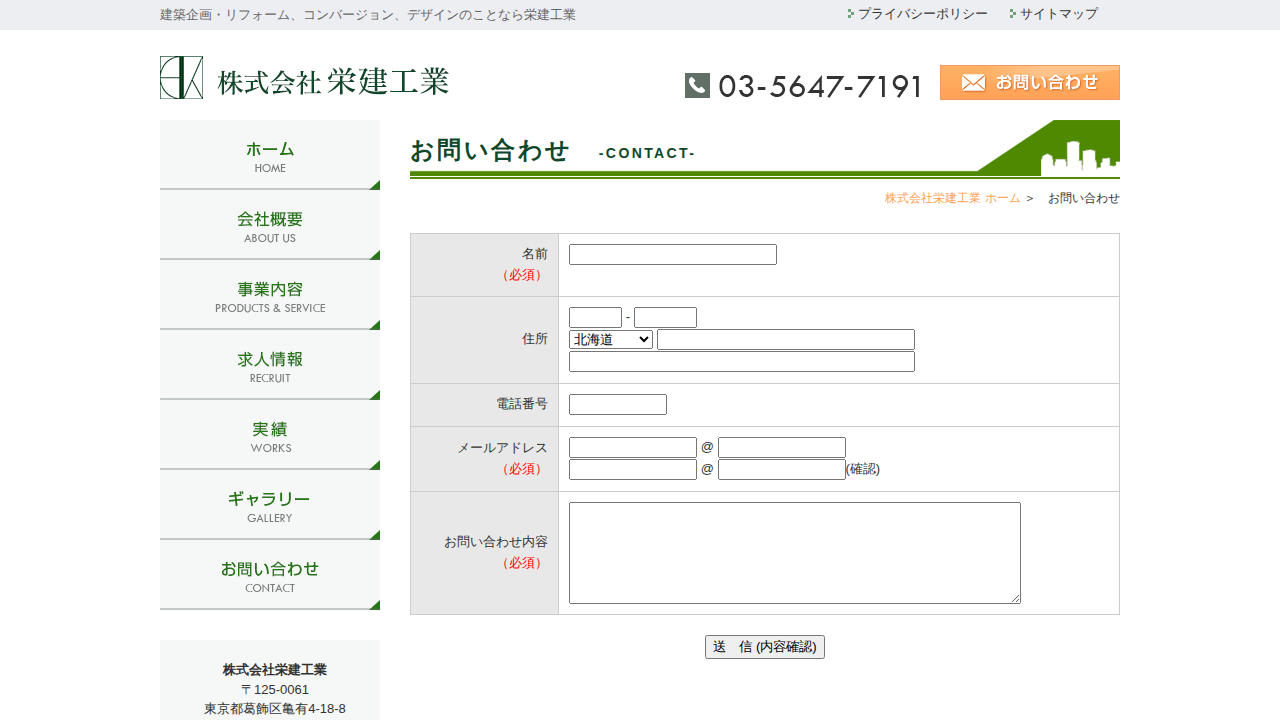 建築企画・リフォーム、コンバージョン、デザインのことなら栄建工業
プライバシーポリシー
サイトマップ
株式会社 栄建工業
03-5647-7191
お問い合わせ
ホーム
HOME
会社概要
ABOUT US
事業内容
PRODUCTS & SERVICE
求人情報
RECRUIT
実績
WORKS
ギャラリー
GALLERY
お問い合わせ
CONTACT
株式会社栄建工業
〒125-0061
東京都葛飾区亀有4-18-8
お問い合わせ -CONTACT-
株式会社栄建工業 ホーム ＞ お問い合わせ
名前
（必須）
住所
-
北海道
電話番号
メールアドレス
（必須）
@
@ (確認)
お問い合わせ内容
（必須）
送　信 (内容確認)